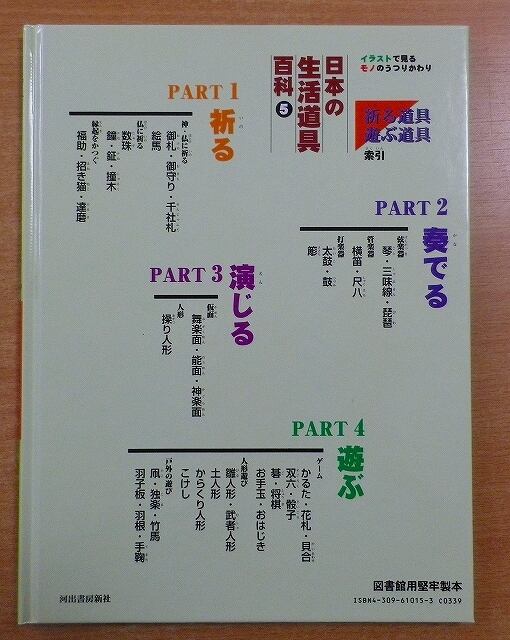 イラストで見る
モノのうつりかわり
日本の
生活道具
百科5
祈る道具
遊ぶ道具
索引
PART 1
祈る
いの
神・仏に祈る
御札・御守り・千社札
絵馬
仏に祈る
数珠
鐘・鉦・撞木
縁起をかつぐ
福助・招き猫・達磨
PART 2
奏でる
かな
弦楽器
琴・三味線・琵琶
管楽器
横笛・尺八
打楽器
太鼓・鼓
PART 3
演じる
えん
仮面
舞楽面・能面・神楽面
人形
操り人形
PART 4
遊ぶ
ゲーム
かるた・花札・貝合
双六・骰子
碁・将棋
お手玉・おはじき
人形遊び
雛人形・武者人形
土人形
からくり人形
こけし
戸外の遊び
凧・独楽・竹馬
羽子板・羽根・手鞠
図書館用堅牢製本
ISBN4-309-61015-3 C0339
河出書房新社